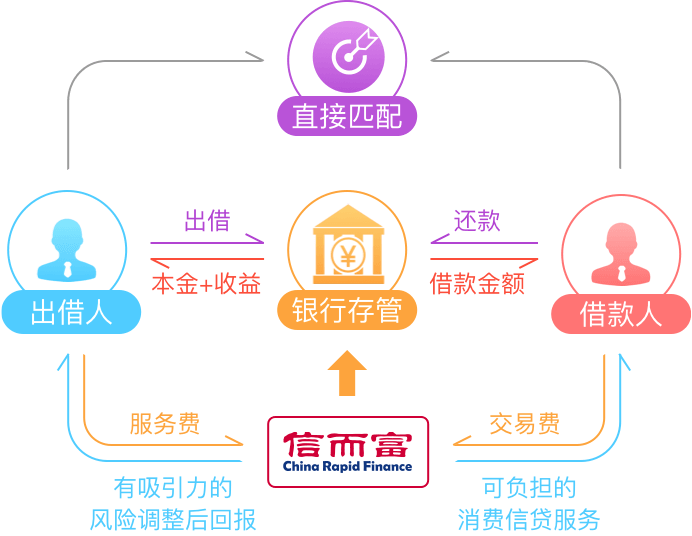 直接匹配
出借
还款
¥
本金+收益
借款金额
出借人
银行存管
借款人
服务费
交易费
信而富
China Rapid Finance
有吸引力的
风险调整后回报
可负担的
消费信贷服务